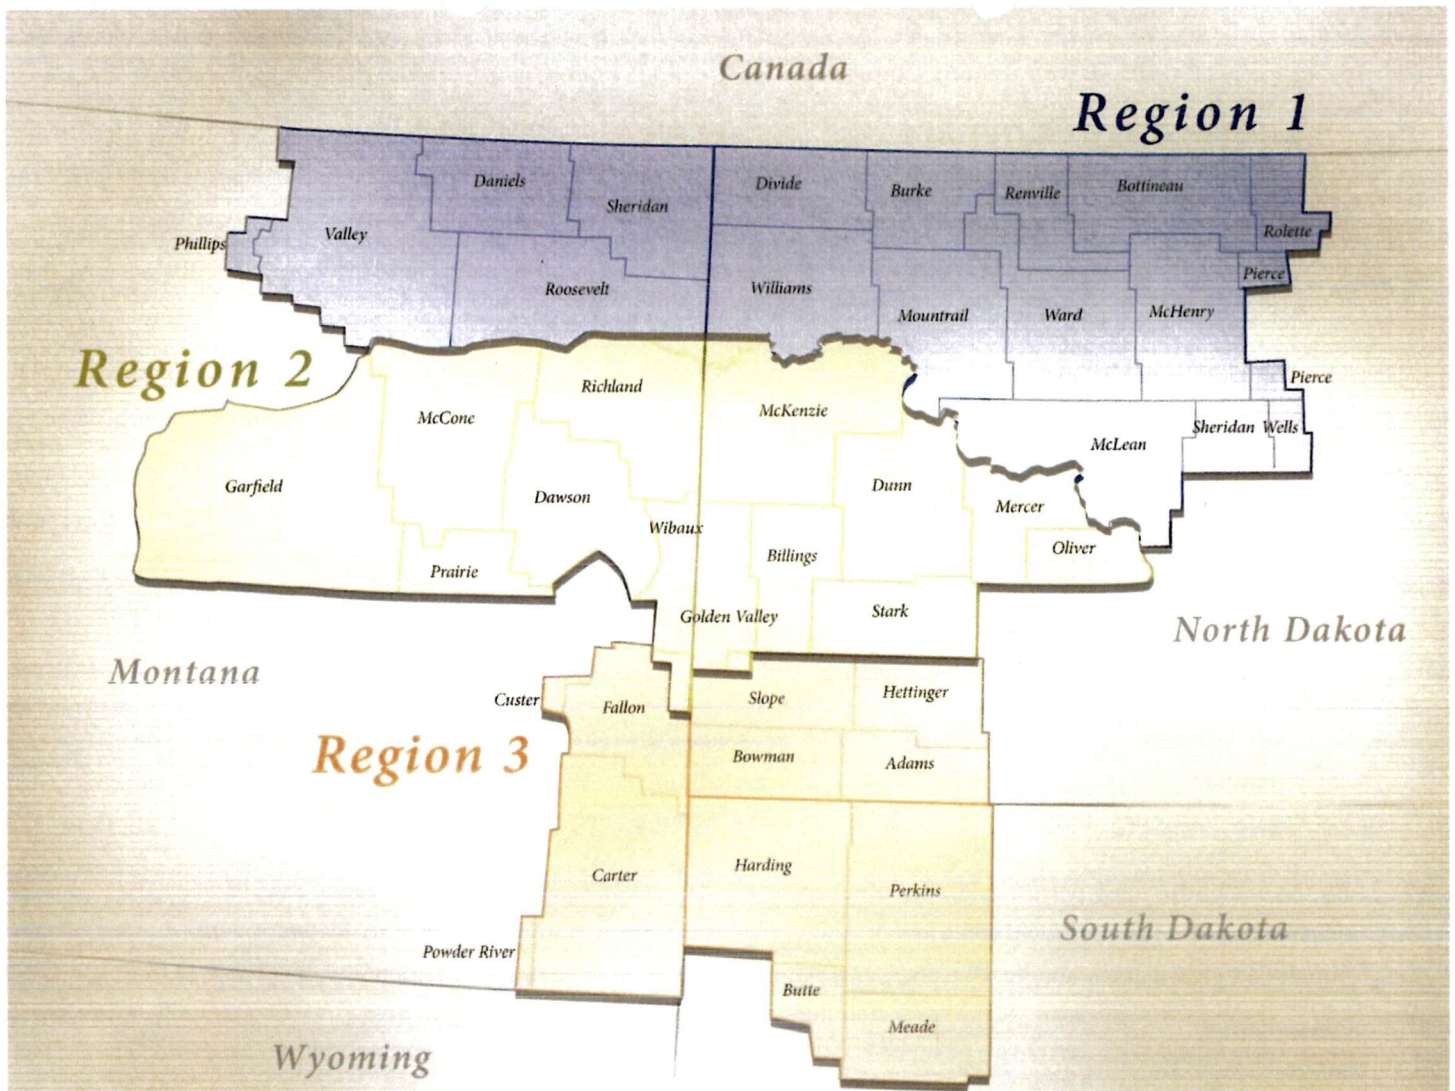 Canada
Region 1
Daniels
Sheridan
Divide
Burke
Renville
Bottineau
Phillips
Valley
Rolette
Roosevelt
Williams
Pierce
Mountrail
Ward
McHenry
Region 2
Richland
Pierce
McCone
McKenzie
McLean
Sheridan
Wells
Garfield
Dawson
Dunn
Mercer
Wibaux
Billings
Oliver
Prairie
Golden Valley
Stark
North Dakota
Montana
Custer
Fallon
Slope
Hettinger
Region 3
Bowman
Adams
Carter
Harding
Perkins
South Dakota
Powder River
Butte
Meade
Wyoming